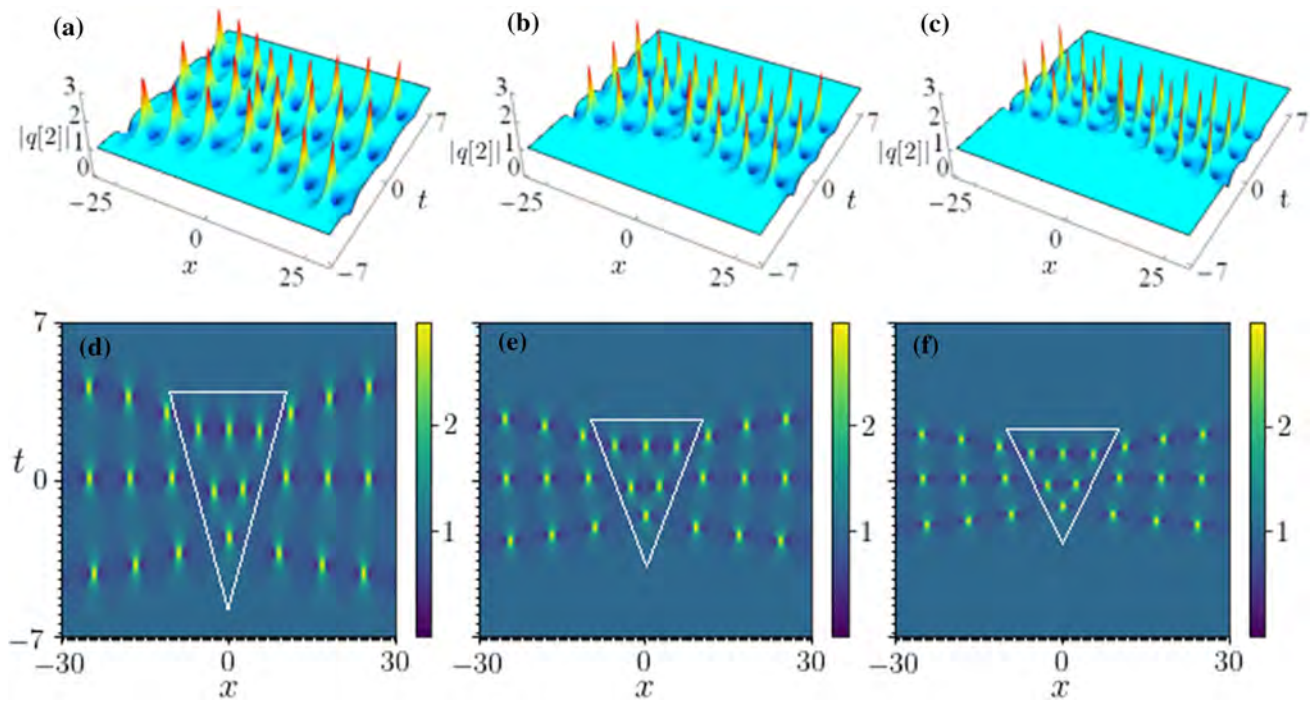 (a) (b) (c)
3 3 3
2 2 2
|q[2]| 1 |q[2]| 1 |q[2]| 1
0 0 0
7 7 7
−25 0 t −25 0 t −25 0 t
0 0 0
x 25 −7 x 25 −7 x 25 −7
7 (d) (e) (f)
2 2 2
t 0
1 1 1
−7
−30 0 30 −30 0 30 −30 0 30
x x x